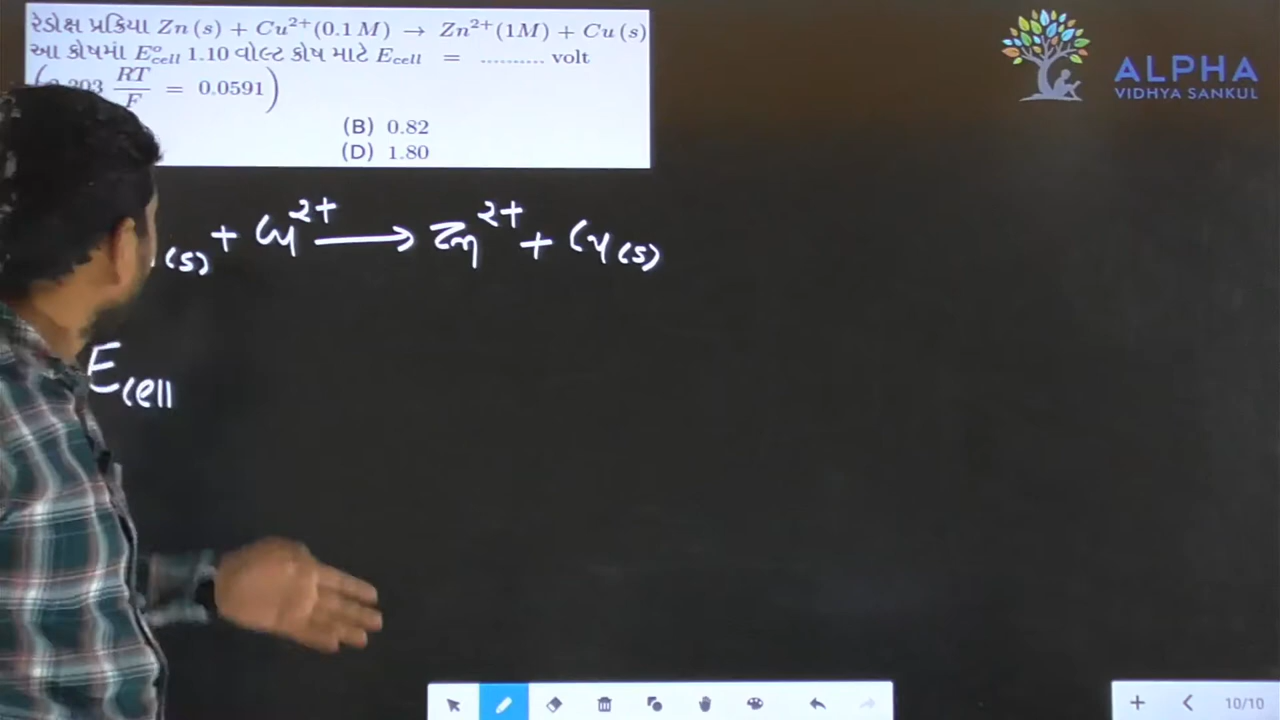 રેડોક્ષ પ્રક્રિયા Zn (s) + Cu²⁺(0.1 M) → Zn²⁺(1M) + Cu (s)
આ કોષમાં E°cell 1.10 વોલ્ટ કોષ માટે Ecell = .......... volt
RT/F = 0.0591)
(B) 0.82
(D) 1.80
ALPHA
VIDHYA SANKUL
(s) + Cu²⁺ ⟶ Zn²⁺ + Cu (s)
Ecell
10/10